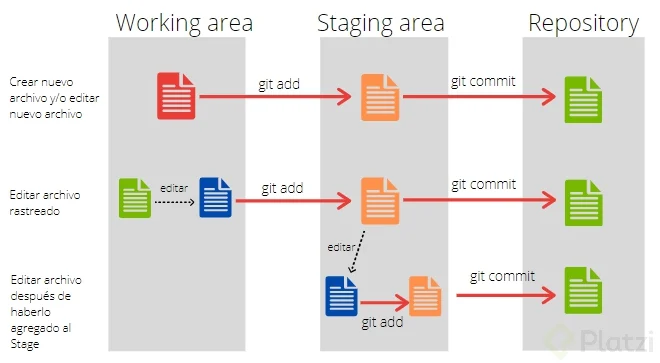 Working area
Staging area
Repository
Crear nuevo
archivo y/o editar
nuevo archivo
git add
git commit
Editar archivo
rastreado
editar
git add
git commit
editar
Editar archivo
después de
haberlo
agregado al
Stage
git add
git commit
Platzi